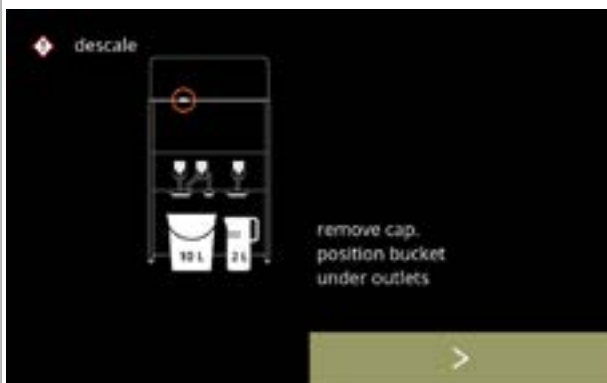 descale
10 L
2 L
remove cap.
position bucket
under outlets
>